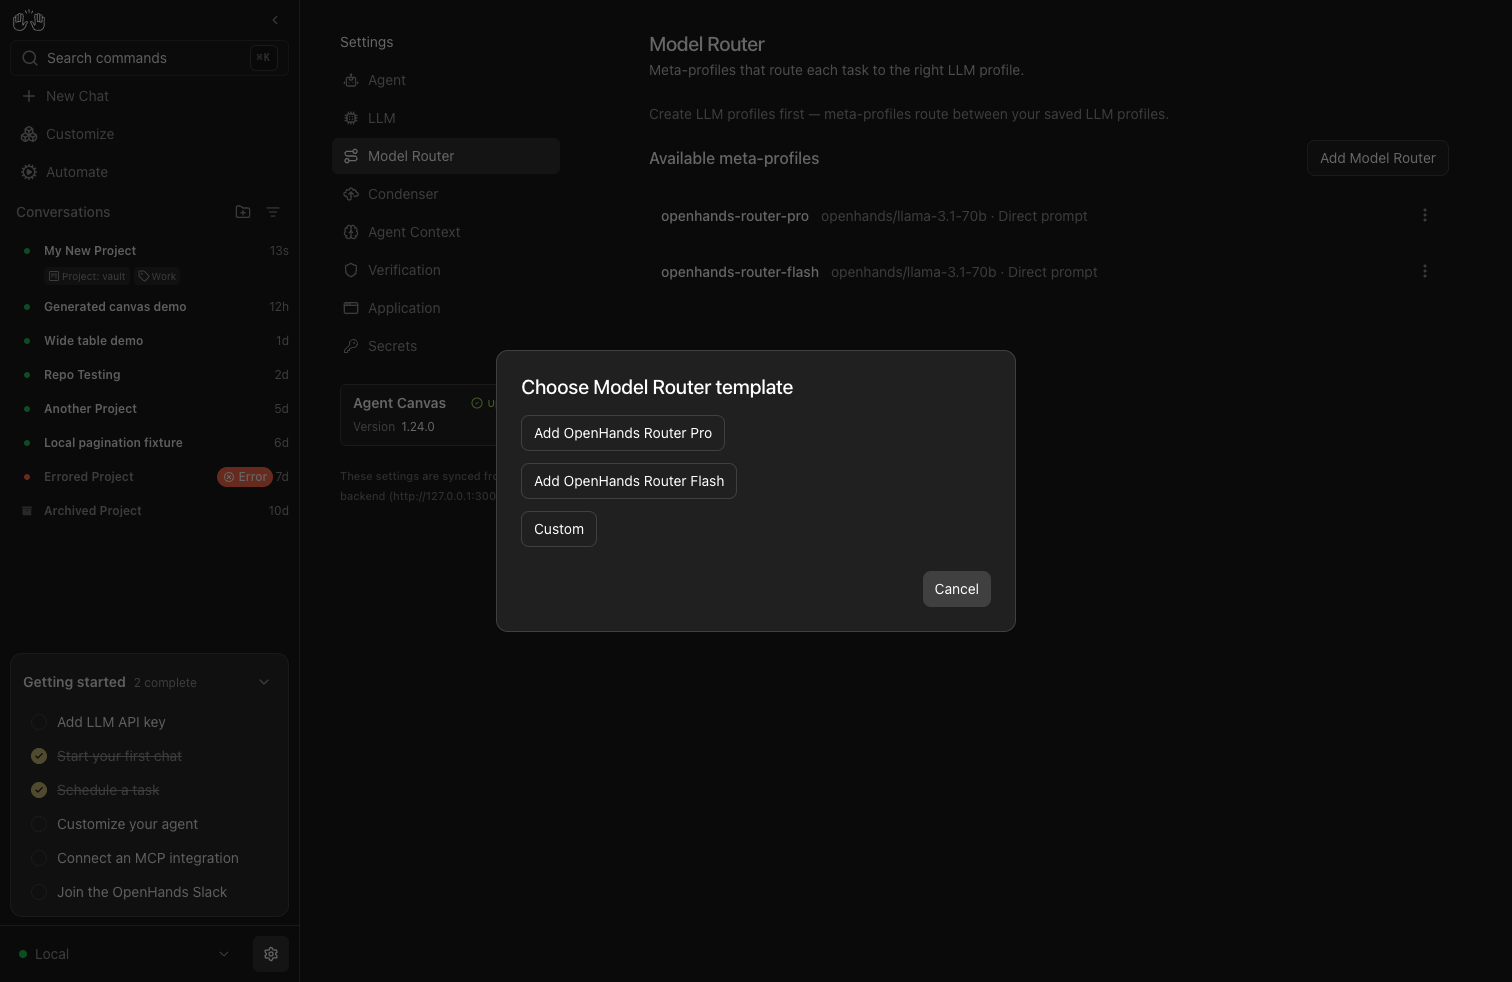 Search commands
⌘K
New Chat
Customize
Automate
Conversations
My New Project 13s
Project: vault Work
Generated canvas demo 12h
Wide table demo 1d
Repo Testing 2d
Another Project 5d
Local pagination fixture 6d
Errored Project Error 7d
Archived Project 10d
Getting started 2 complete
Add LLM API key
Start your first chat
Schedule a task
Customize your agent
Connect an MCP integration
Join the OpenHands Slack
Local
Settings
Agent
LLM
Model Router
Condenser
Agent Context
Verification
Application
Secrets
Agent Canvas
Version 1.24.0
These settings are synced
backend (http://127.0.0.1:300
Model Router
Meta-profiles that route each task to the right LLM profile.
Create LLM profiles first — meta-profiles route between your saved LLM profiles.
Available meta-profiles
Add Model Router
openhands-router-pro openhands/llama-3.1-70b · Direct prompt
openhands-router-flash openhands/llama-3.1-70b · Direct prompt
Choose Model Router template
Add OpenHands Router Pro
Add OpenHands Router Flash
Custom
Cancel